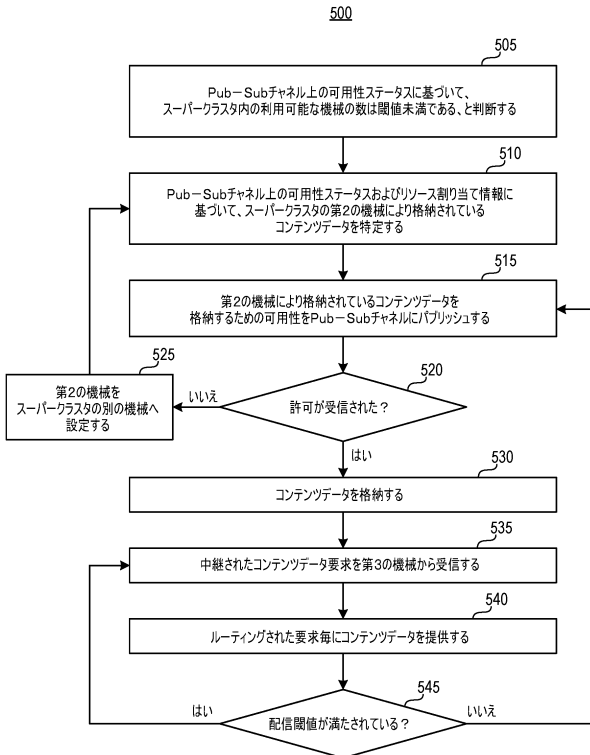 500
505
Pub−Subチャネル上の可用性ステータスに基づいて、
スーパークラスタ内の利用可能な機械の数は閾値未満である、と判断する
510
Pub−Subチャネル上の可用性ステータスおよびリソース割り当て情報に
基づいて、スーパークラスタの第2の機械により格納されている
コンテンツデータを特定する
515
第2の機械により格納されているコンテンツデータを
格納するための可用性をPub−Subチャネルにパブリッシュする
520
許可が受信された？
525
いいえ
第2の機械を
スーパークラスタの別の機械へ
設定する
はい
530
コンテンツデータを格納する
535
中継されたコンテンツデータ要求を第3の機械から受信する
540
ルーティングされた要求毎にコンテンツデータを提供する
545
はい
配信閾値が満たされている？
いいえ